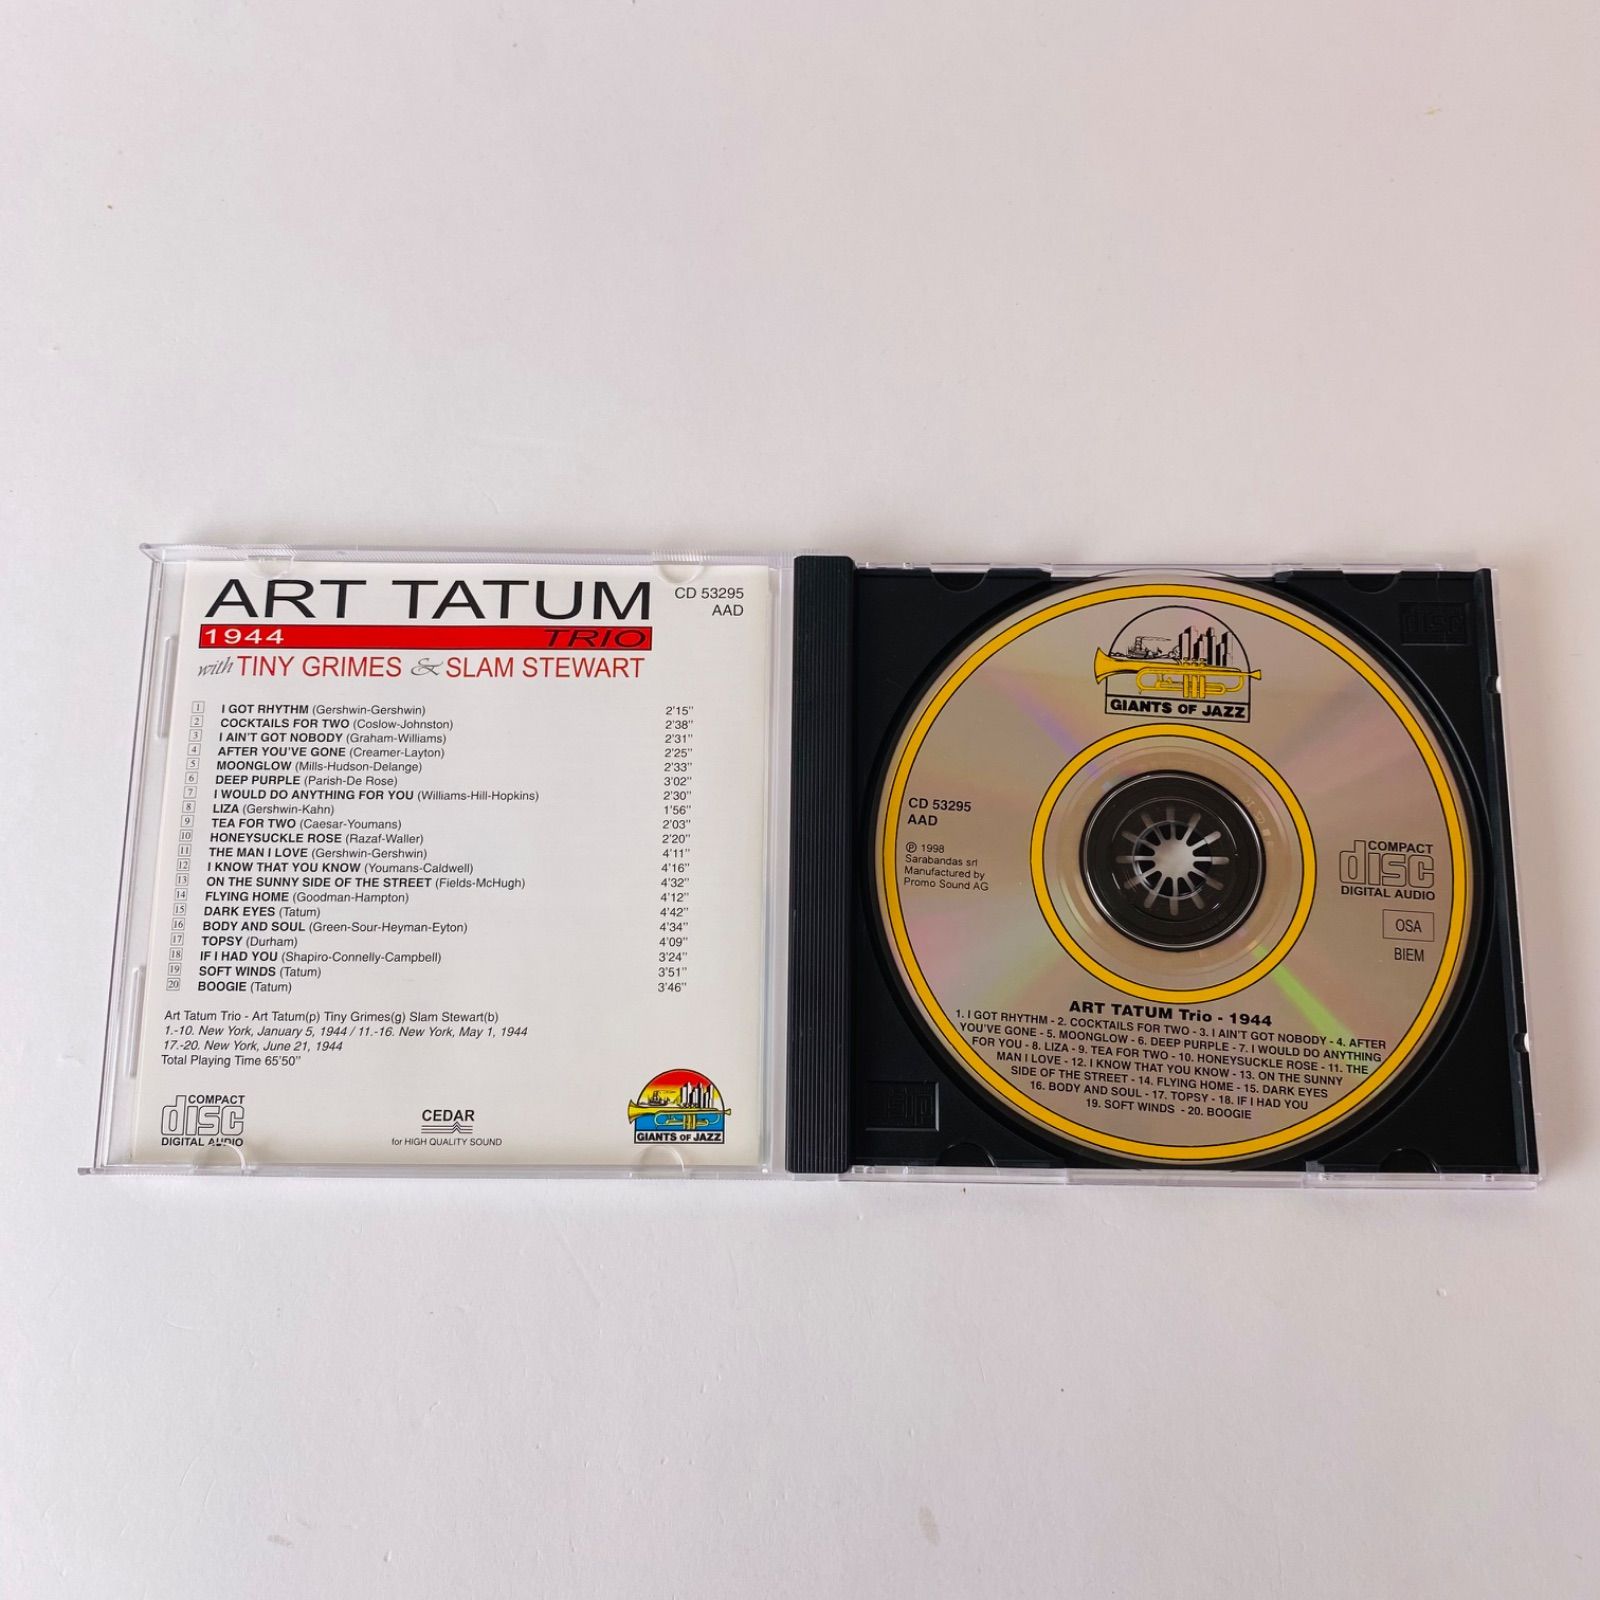 ART TATUM
CD 53295
AAD
1944 TRIO
with TINY GRIMES & SLAM STEWART
1 I GOT RHYTHM (Gershwin-Gershwin) 2'15"
2 COCKTAILS FOR TWO (Coslow-Johnston) 2'38"
3 I AIN'T GOT NOBODY (Graham-Williams) 2'31"
4 AFTER YOU'VE GONE (Creamer-Layton) 2'25"
5 MOONGLOW (Mills-Hudson-Delange) 2'33"
6 DEEP PURPLE (Parish-De Rose) 3'02"
7 I WOULD DO ANYTHING FOR YOU (Williams-Hill-Hopkins) 2'30"
8 LIZA (Gershwin-Kahn) 1'56"
9 TEA FOR TWO (Caesar-Youmans) 2'03"
10 HONEYSUCKLE ROSE (Razaf-Waller) 2'20"
11 THE MAN I LOVE (Gershwin-Gershwin) 4'11"
12 I KNOW THAT YOU KNOW (Youmans-Caldwell) 4'16"
13 ON THE SUNNY SIDE OF THE STREET (Fields-McHugh) 4'32"
14 FLYING HOME (Goodman-Hampton) 4'12"
15 DARK EYES (Tatum) 4'42"
16 BODY AND SOUL (Green-Sour-Heyman-Eyton) 4'34"
17 TOPSY (Durham) 4'09"
18 IF I HAD YOU (Shapiro-Connelly-Campbell) 3'24"
19 SOFT WINDS (Tatum) 3'51"
20 BOOGIE (Tatum) 3'46"
Art Tatum Trio - Art Tatum(p) Tiny Grimes(g) Slam Stewart(b)
1.-10. New York, January 5, 1944 / 11.-16. New York, May 1, 1944
17.-20. New York, June 21, 1944
Total Playing Time 65'50"
COMPACT
disc
DIGITAL AUDIO
CEDAR
for HIGH QUALITY SOUND
GIANTS OF JAZZ
disc
GIANTS OF JAZZ
CD 53295
AAD
℗ 1998
Sarabandas srl
Manufactured by
Promo Sound AG
COMPACT
disc
DIGITAL AUDIO
OSA
BIEM
ART TATUM Trio - 1944
1. I GOT RHYTHM - 2. COCKTAILS FOR TWO - 3. I AIN'T GOT NOBODY - 4. AFTER
YOU'VE GONE - 5. MOONGLOW - 6. DEEP PURPLE - 7. I WOULD DO ANYTHING
FOR YOU - 8. LIZA - 9. TEA FOR TWO - 10. HONEYSUCKLE ROSE - 11. THE
MAN I LOVE - 12. I KNOW THAT YOU KNOW - 13. ON THE SUNNY
SIDE OF THE STREET - 14. FLYING HOME - 15. DARK EYES
16. BODY AND SOUL - 17. TOPSY - 18. IF I HAD YOU
19. SOFT WINDS - 20. BOOGIE